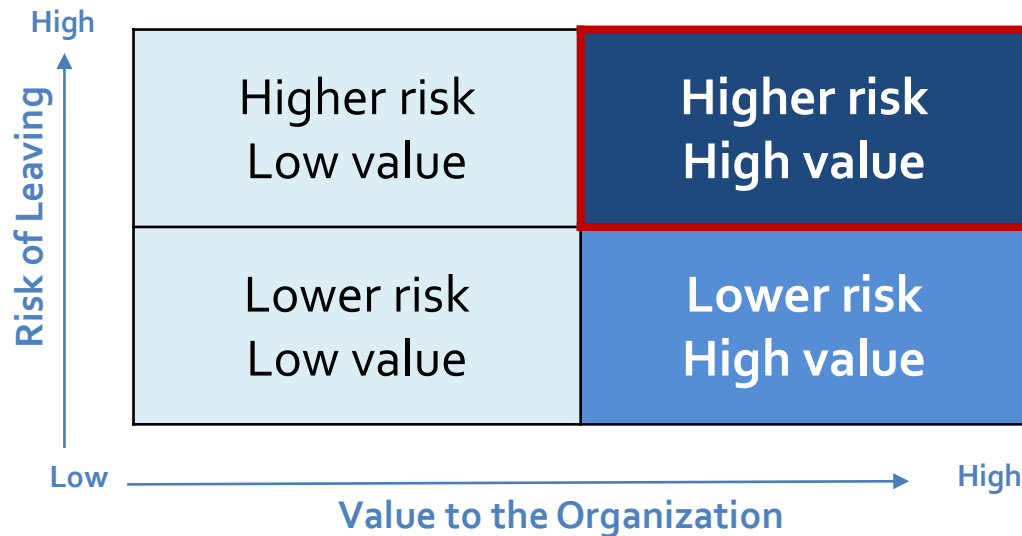 High
Risk of Leaving
Higher risk
Low value
Higher risk
High value
Lower risk
Low value
Lower risk
High value
Low
High
Value to the Organization